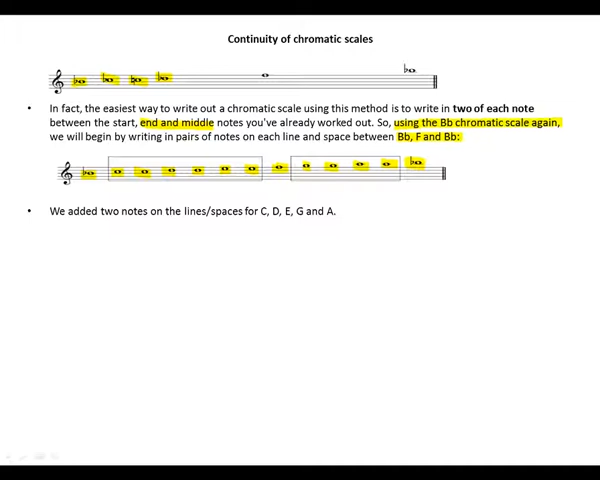 Continuity of chromatic scales
• In fact, the easiest way to write out a chromatic scale using this method is to write in two of each note
between the start, end and middle notes you've already worked out. So, using the Bb chromatic scale again,
we will begin by writing in pairs of notes on each line and space between Bb, F and Bb:
• We added two notes on the lines/spaces for C, D, E, G and A.